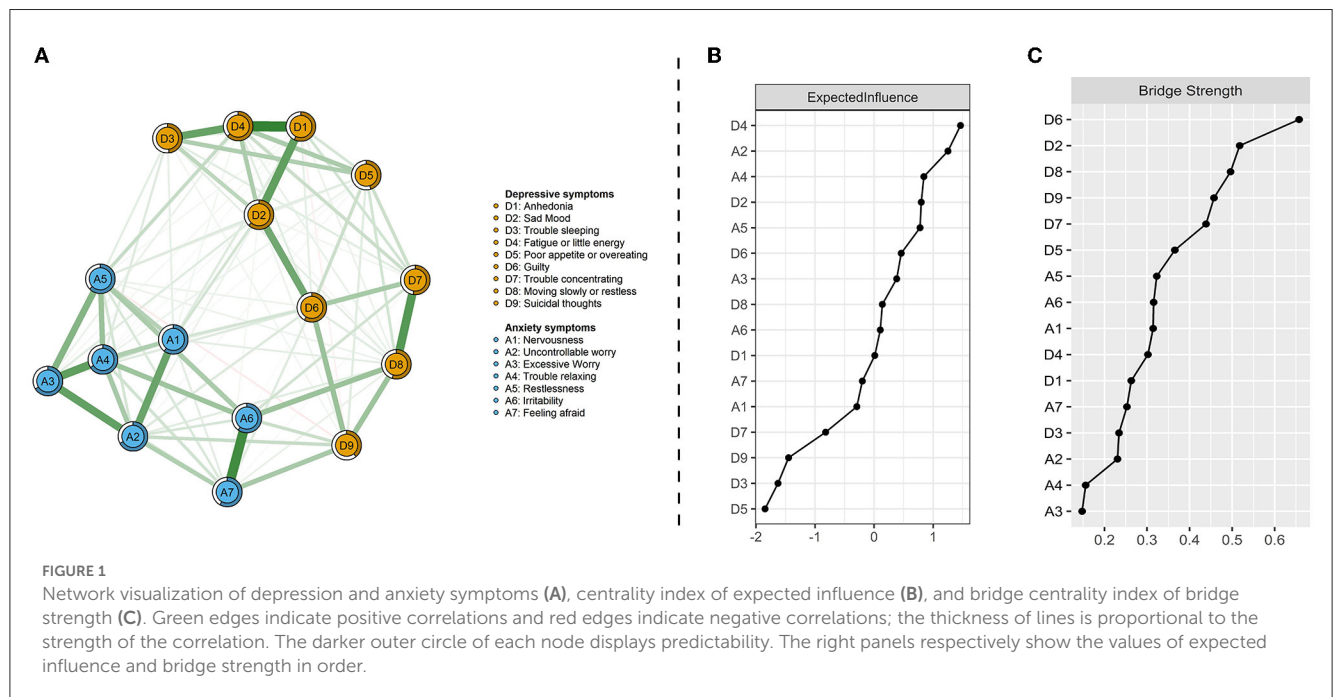 A
D4
D1
D3
D5
D2
D7
A5
D6
A1
A4
D8
A3
A6
A2
D9
A7
Depressive symptoms
D1: Anhedonia
D2: Sad Mood
D3: Trouble sleeping
D4: Fatigue or little energy
D5: Poor appetite or overeating
D6: Guilty
D7: Trouble concentrating
D8: Moving slowly or restless
D9: Suicidal thoughts
Anxiety symptoms
A1: Nervousness
A2: Uncontrollable worry
A3: Excessive Worry
A4: Trouble relaxing
A5: Restlessness
A6: Irritability
A7: Feeling afraid
B
ExpectedInfluence
D4
A2
A4
D2
A5
D6
A3
D8
A6
D1
A7
A1
D7
D9
D3
D5
-2 -1 0 1
C
Bridge Strength
D6
D2
D8
D9
D7
D5
A5
A6
A1
D4
D1
A7
D3
A2
A4
A3
0.2 0.3 0.4 0.5 0.6
FIGURE 1
Network visualization of depression and anxiety symptoms (A), centrality index of expected influence (B), and bridge centrality index of bridge
strength (C). Green edges indicate positive correlations and red edges indicate negative correlations; the thickness of lines is proportional to the
strength of the correlation. The darker outer circle of each node displays predictability. The right panels respectively show the values of expected
influence and bridge strength in order.